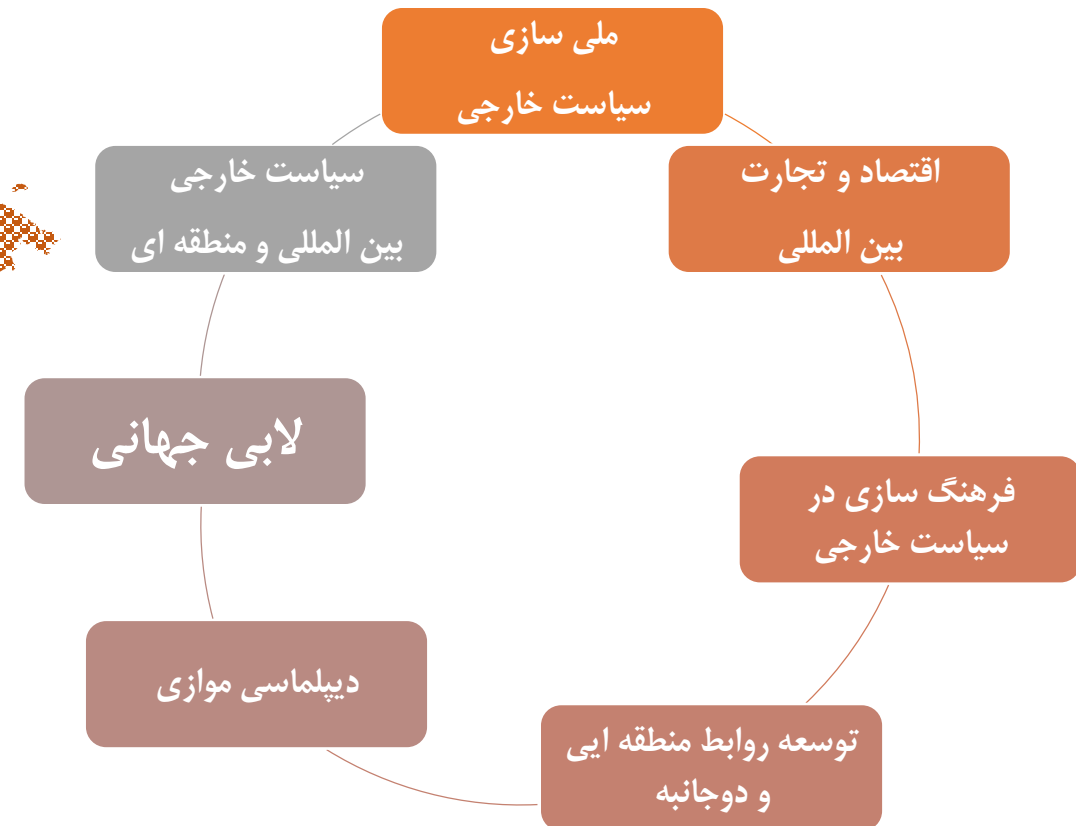 ملی سازی
سیاست خارجی
اقتصاد و تجارت
بین المللی
فرهنگ سازی در
سیاست خارجی
توسعه روابط منطقه ایی
و دوجانبه
دیپلماسی موازی
لابی جهانی
سیاست خارجی
بین المللی و منطقه ای